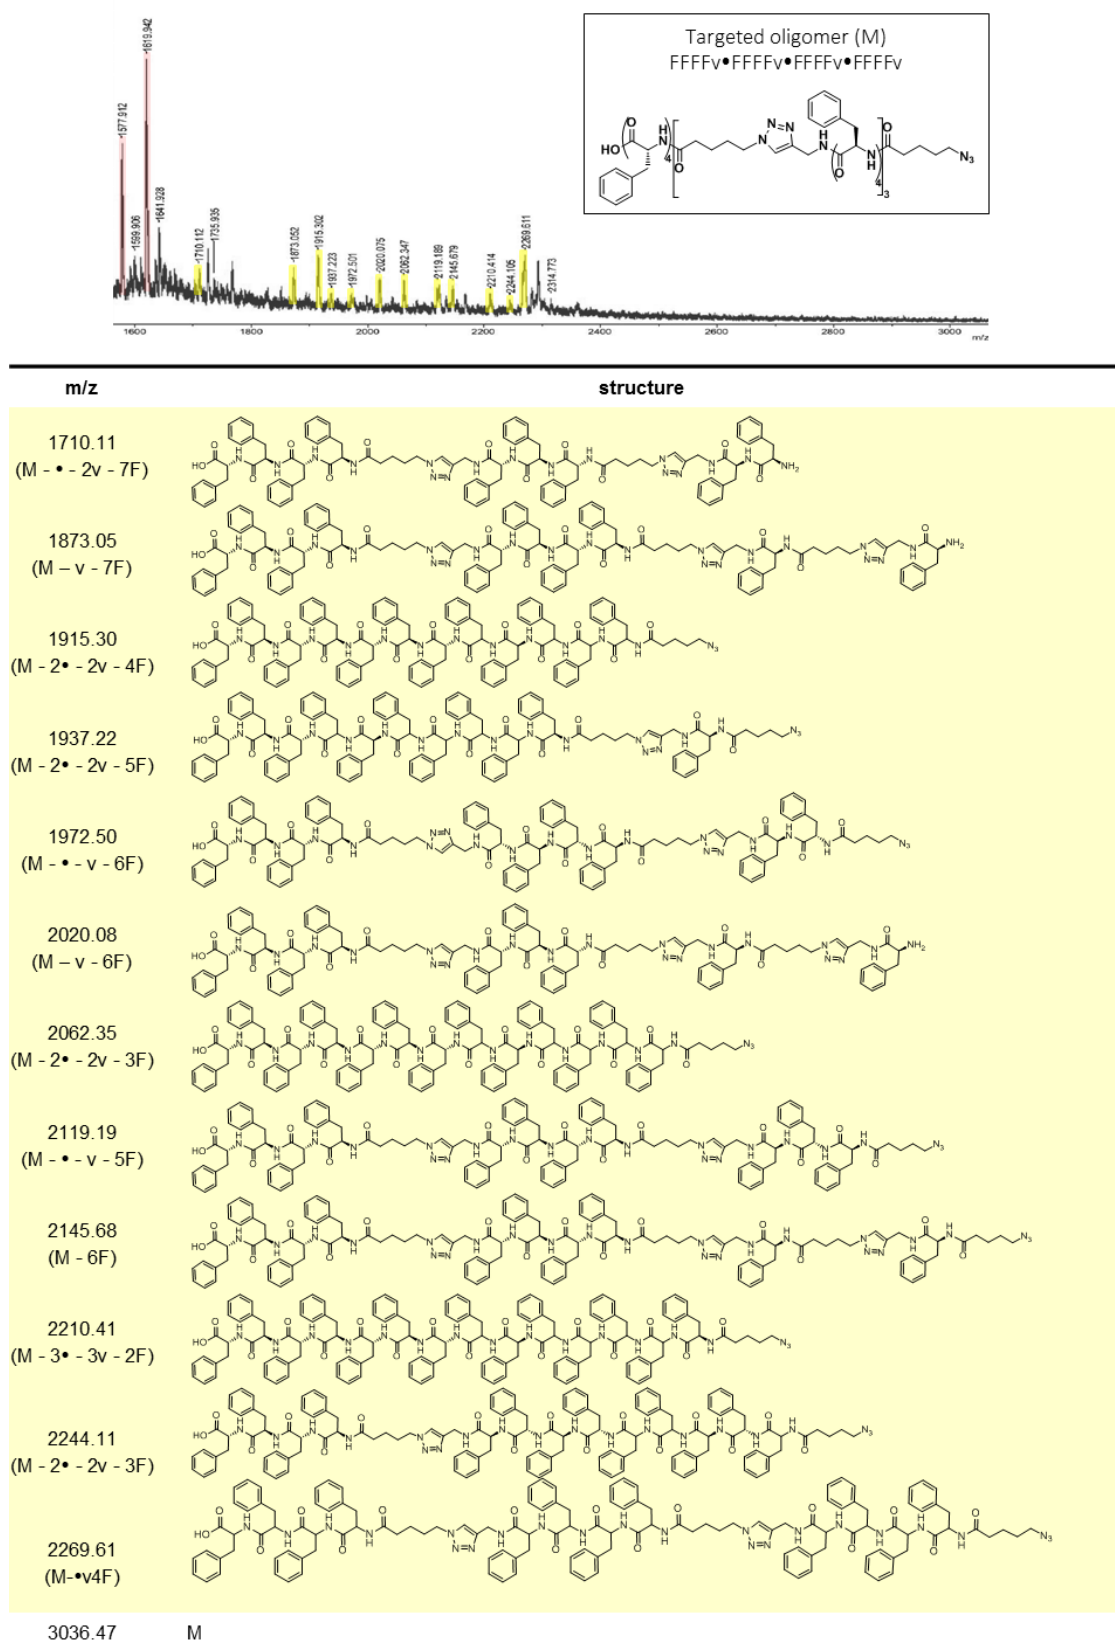 Targeted oligomer (M)
FFFFv•FFFFv•FFFFv•FFFFv
1577.912
1599.906
1619.942
1641.928
1710.112
1735.935
1873.052
1915.302
1937.223
1972.501
2020.075
2062.347
2119.189
2145.679
2210.414
2244.105
2269.611
2314.773
1600 1800 2000 2200 2400 2600 2800 3000
m/z
m/z structure
1710.11
(M - • - 2v - 7F)
1873.05
(M – v - 7F)
1915.30
(M - 2• - 2v - 4F)
1937.22
(M - 2• - 2v - 5F)
1972.50
(M - • - v - 6F)
2020.08
(M – v - 6F)
2062.35
(M - 2• - 2v - 3F)
2119.19
(M - • - v - 5F)
2145.68
(M - 6F)
2210.41
(M - 3• - 3v - 2F)
2244.11
(M - 2• - 2v - 3F)
2269.61
(M-•v4F)
3036.47 M